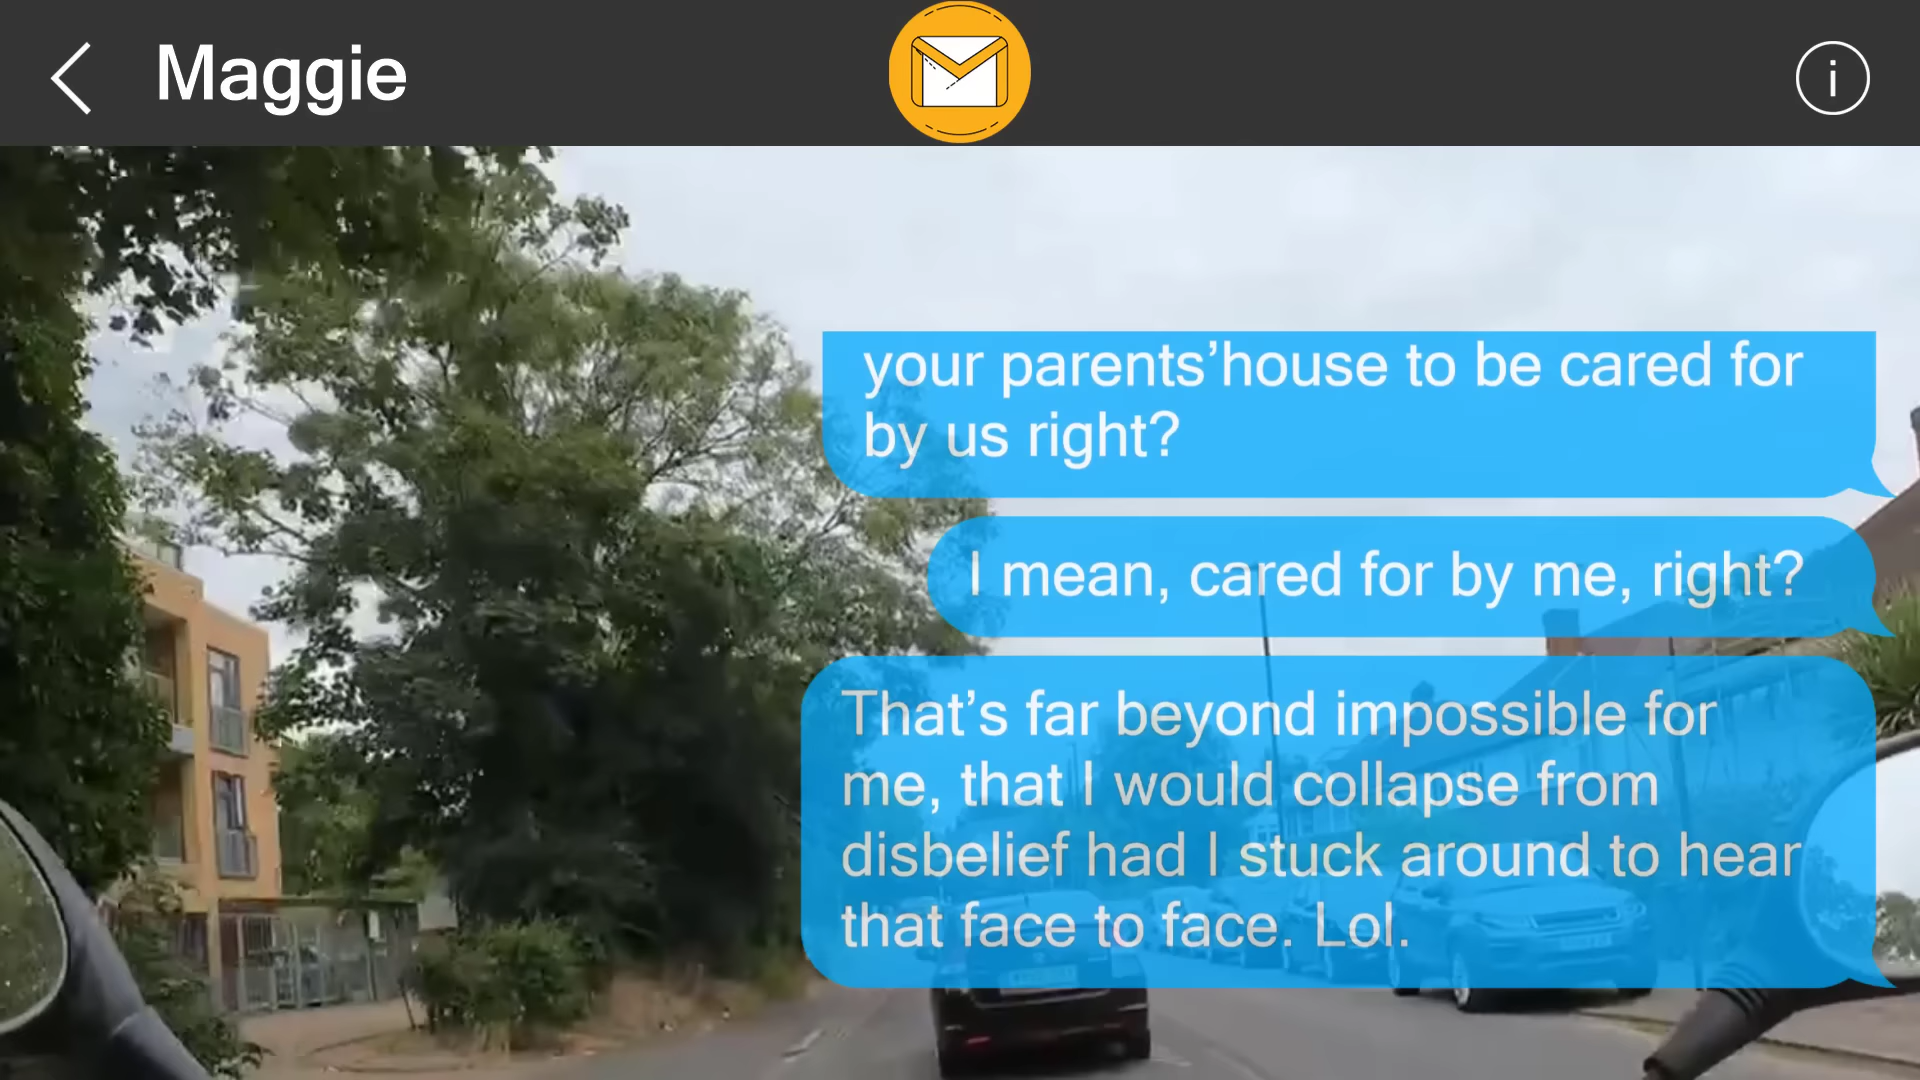 Maggie
i
your parents’house to be cared for
by us right?
I mean, cared for by me, right?
That’s far beyond impossible for
me, that I would collapse from
disbelief had I stuck around to hear
that face to face. Lol.